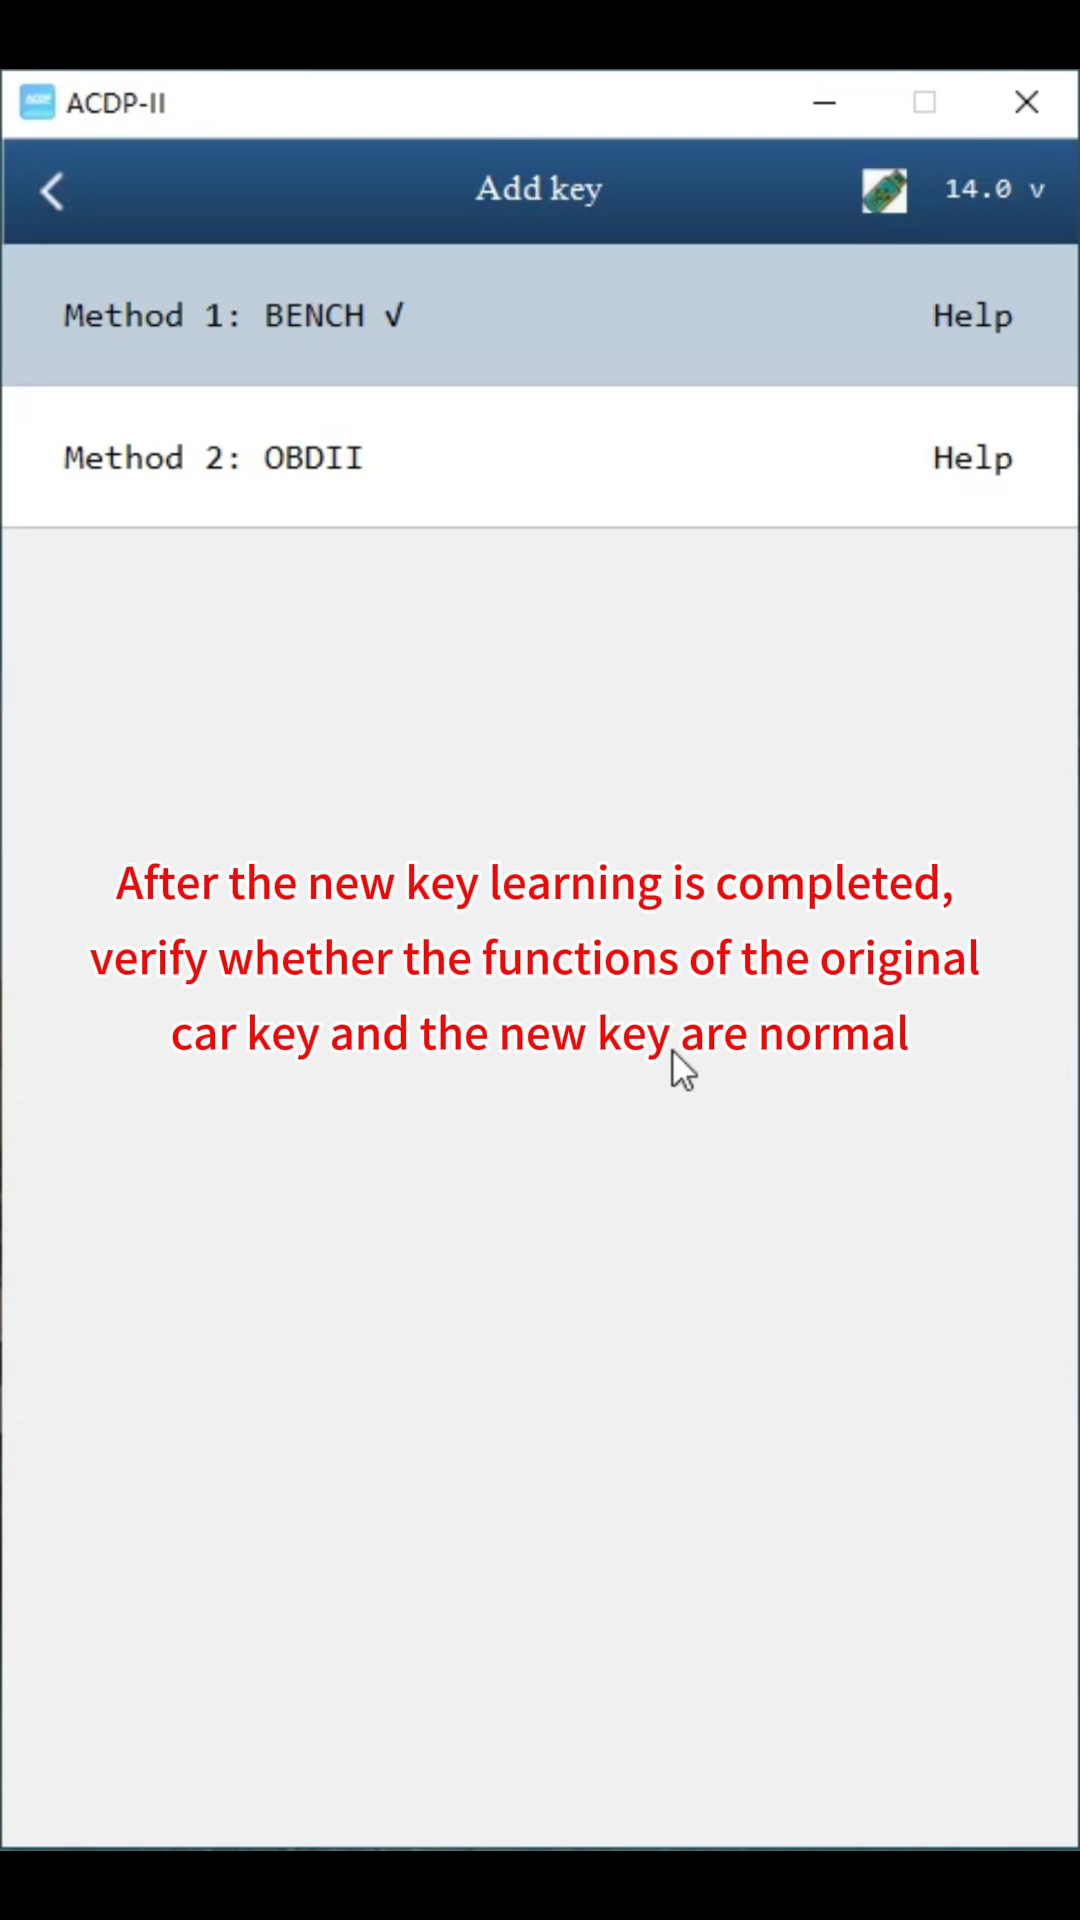 ACDP-II
Add key
14.0 v
Method 1: BENCH √
Help
Method 2: OBDII
Help
After the new key learning is completed,
verify whether the functions of the original
car key and the new key are normal